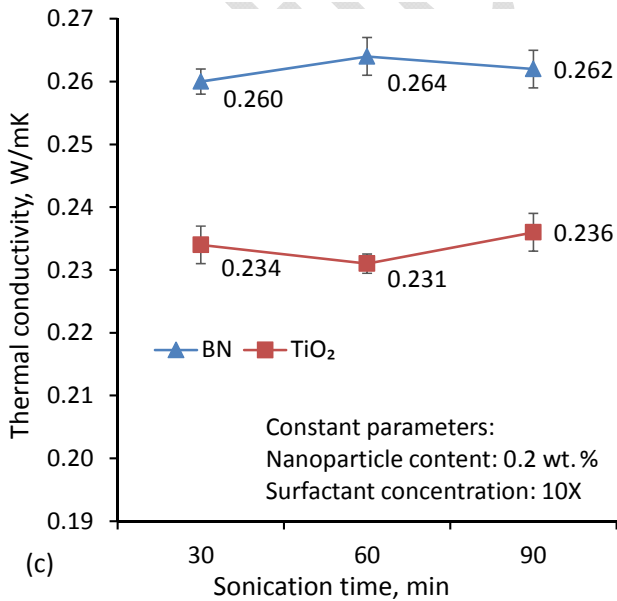 0.27
0.26
0.25
0.24
0.23
0.22
0.21
0.20
0.19
Thermal conductivity, W/mK
0.260
0.264
0.262
0.234
0.231
0.236
BN
TiO₂
Constant parameters:
Nanoparticle content: 0.2 wt. %
Surfactant concentration: 10X
30 60 90
(c)
Sonication time, min